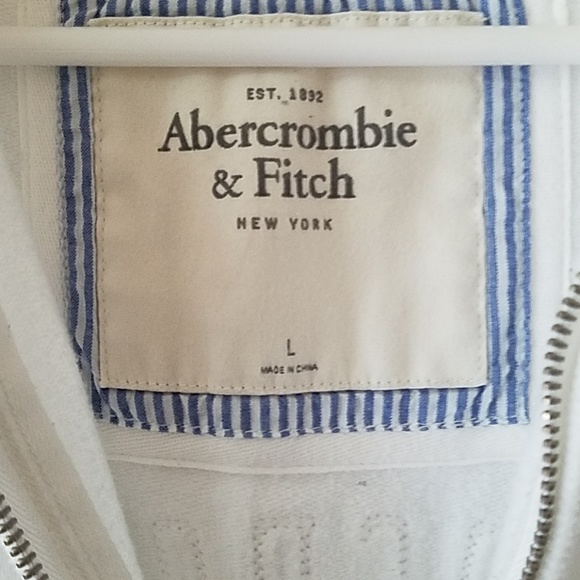 EST. 1892
Abercrombie
& Fitch
NEW YORK
L
MADE IN CHINA